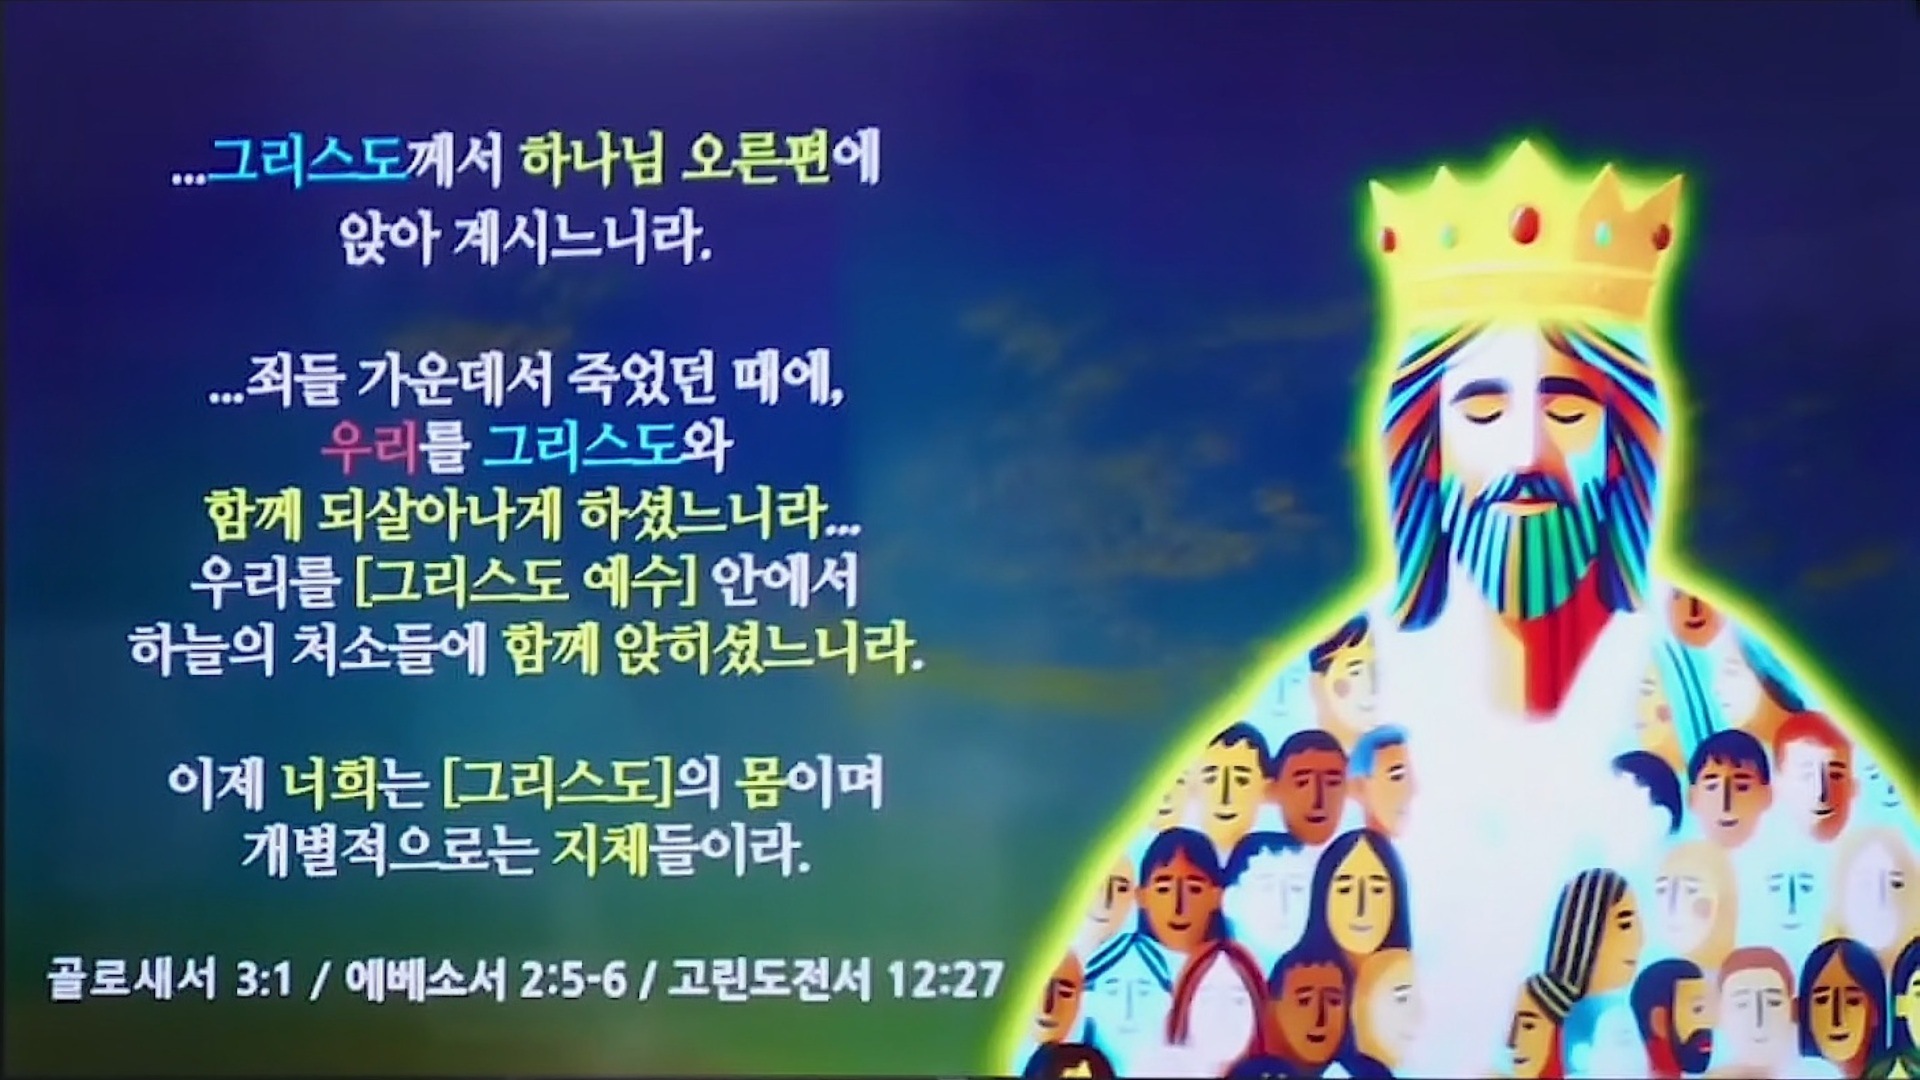 ...그리스도께서 하나님 오른편에
앉아 계시느니라.
...죄들 가운데서 죽었던 때에,
우리를 그리스도와
함께 되살아나게 하셨느니라...
우리를 [그리스도 예수] 안에서
하늘의 처소들에 함께 앉히셨느니라.
이제 너희는 [그리스도]의 몸이며
개별적으로는 지체들이라.
골로새서 3:1 / 에베소서 2:5-6 / 고린도전서 12:27